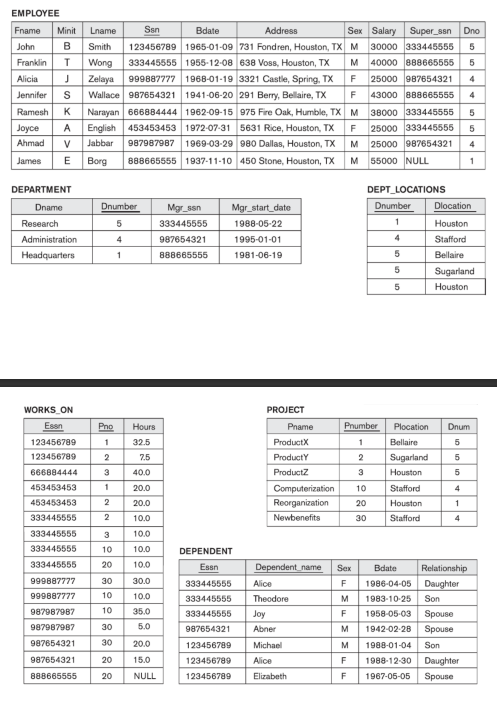 EMPLOYEE
Fname Minit Lname Ssn Bdate Address Sex Salary Super_ssn Dno
John B Smith 123456789 1965-01-09 731 Fondren, Houston, TX M 30000 333445555 5
Franklin T Wong 333445555 1955-12-08 638 Voss, Houston, TX M 40000 888665555 5
Alicia J Zelaya 999887777 1968-01-19 3321 Castle, Spring, TX F 25000 987654321 4
Jennifer S Wallace 987654321 1941-06-20 291 Berry, Bellaire, TX F 43000 888665555 4
Ramesh K Narayan 666884444 1962-09-15 975 Fire Oak, Humble, TX M 38000 333445555 5
Joyce A English 453453453 1972-07-31 5631 Rice, Houston, TX F 25000 333445555 5
Ahmad V Jabbar 987987987 1969-03-29 980 Dallas, Houston, TX M 25000 987654321 4
James E Borg 888665555 1937-11-10 450 Stone, Houston, TX M 55000 NULL 1
DEPARTMENT
Dname Dnumber Mgr_ssn Mgr_start_date
Research 5 333445555 1988-05-22
Administration 4 987654321 1995-01-01
Headquarters 1 888665555 1981-06-19
DEPT_LOCATIONS
Dnumber Dlocation
1 Houston
4 Stafford
5 Bellaire
5 Sugarland
5 Houston
WORKS_ON
Essn Pno Hours
123456789 1 32.5
123456789 2 7.5
666884444 3 40.0
453453453 1 20.0
453453453 2 20.0
333445555 2 10.0
333445555 3 10.0
333445555 10 10.0
333445555 20 10.0
999887777 30 30.0
999887777 10 10.0
987987987 10 35.0
987987987 30 5.0
987654321 30 20.0
987654321 20 15.0
888665555 20 NULL
PROJECT
Pname Pnumber Plocation Dnum
ProductX 1 Bellaire 5
ProductY 2 Sugarland 5
ProductZ 3 Houston 5
Computerization 10 Stafford 4
Reorganization 20 Houston 1
Newbenefits 30 Stafford 4
DEPENDENT
Essn Dependent_name Sex Bdate Relationship
333445555 Alice F 1986-04-05 Daughter
333445555 Theodore M 1983-10-25 Son
333445555 Joy F 1958-05-03 Spouse
987654321 Abner M 1942-02-28 Spouse
123456789 Michael M 1988-01-04 Son
123456789 Alice F 1988-12-30 Daughter
123456789 Elizabeth F 1967-05-05 Spouse